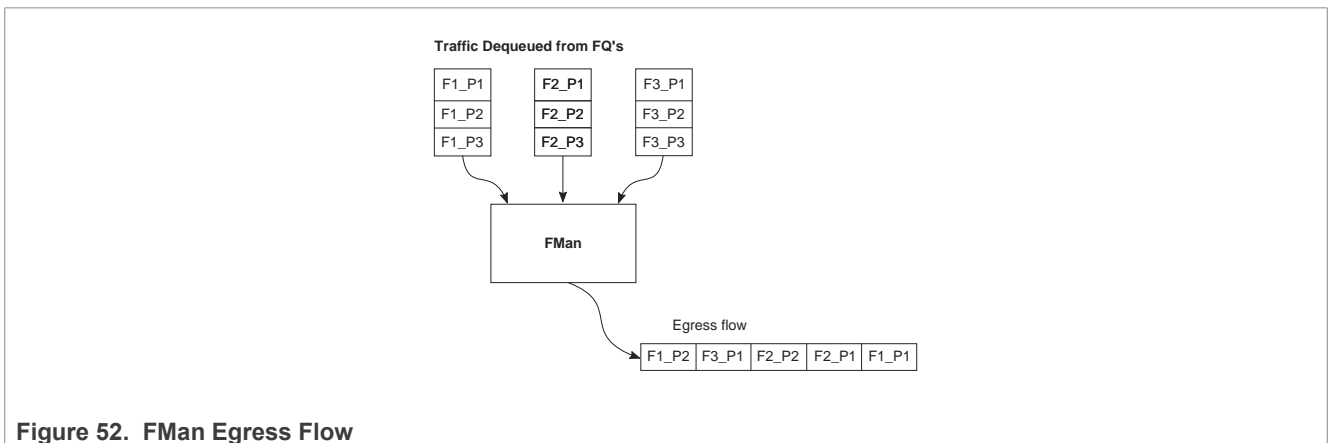 Traffic Dequeued from FQ's
F1_P1 F2_P1 F3_P1
F1_P2 F2_P2 F3_P2
F1_P3 F2_P3 F3_P3
FMan
Egress flow
F1_P2 F3_P1 F2_P2 F2_P1 F1_P1
Figure 52. FMan Egress Flow